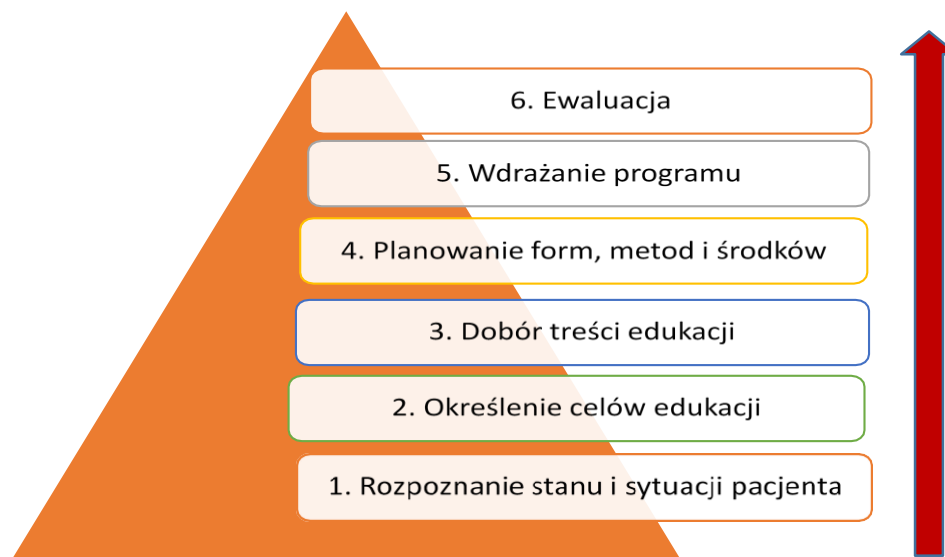 6. Ewaluacja
5. Wdrażanie programu
4. Planowanie form, metod i środków
3. Dobór treści edukacji
2. Określenie celów edukacji
1. Rozpoznanie stanu i sytuacji pacjenta